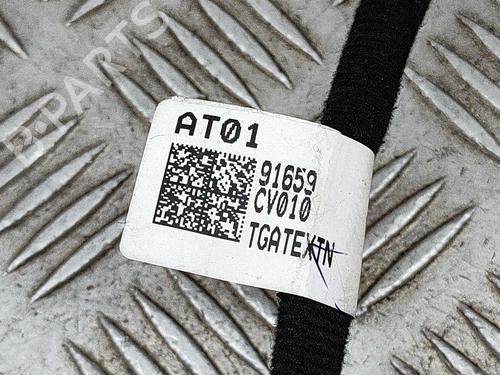 B-PARTS
AT01
91659
CV010
TGATEXTN